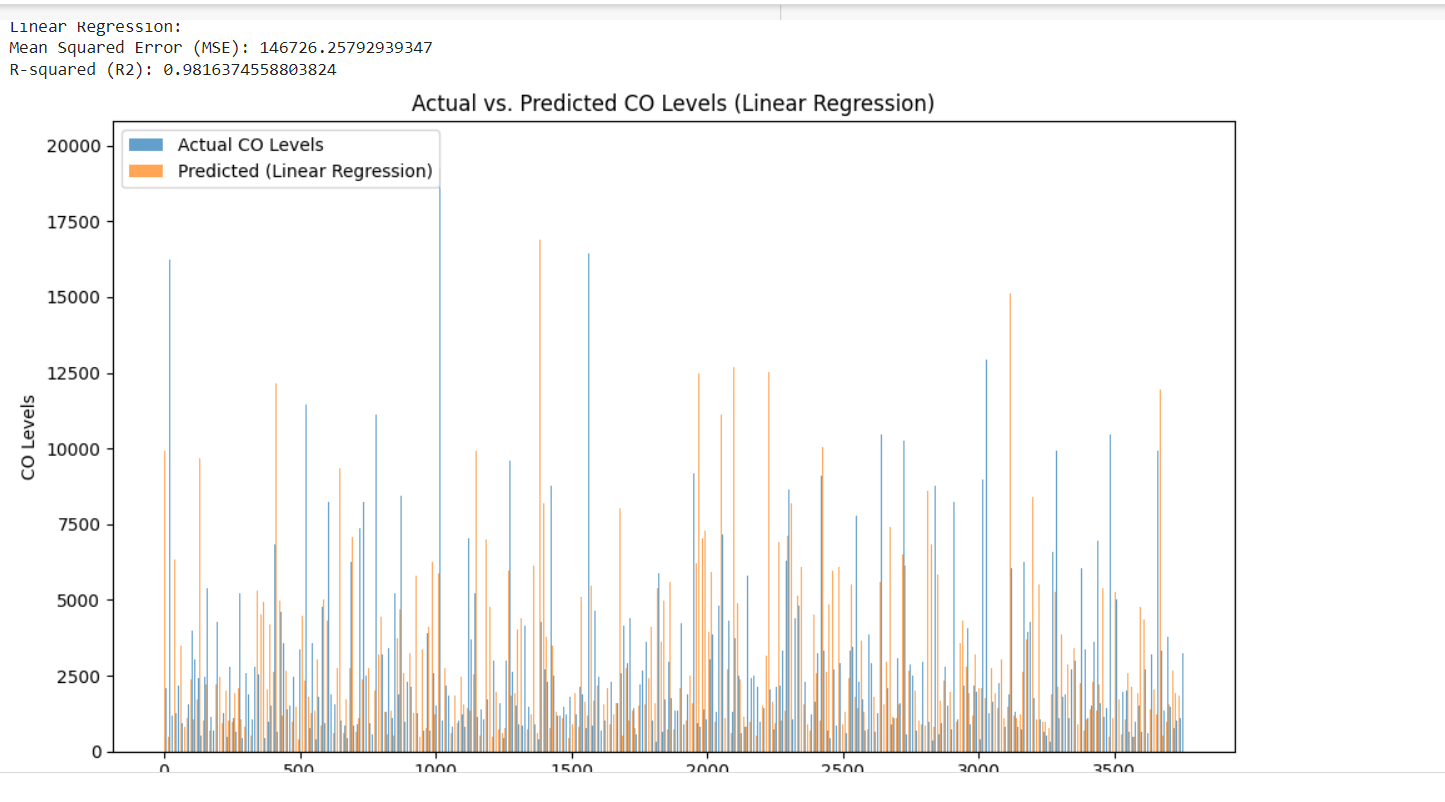 Linear Regression:
Mean Squared Error (MSE): 146726.25792939347
R-squared (R2): 0.9816374558803824
Actual vs. Predicted CO Levels (Linear Regression)
Actual CO Levels
Predicted (Linear Regression)
CO Levels
20000
17500
15000
12500
10000
7500
5000
2500
0
0 500 1000 1500 2000 2500 3000 3500